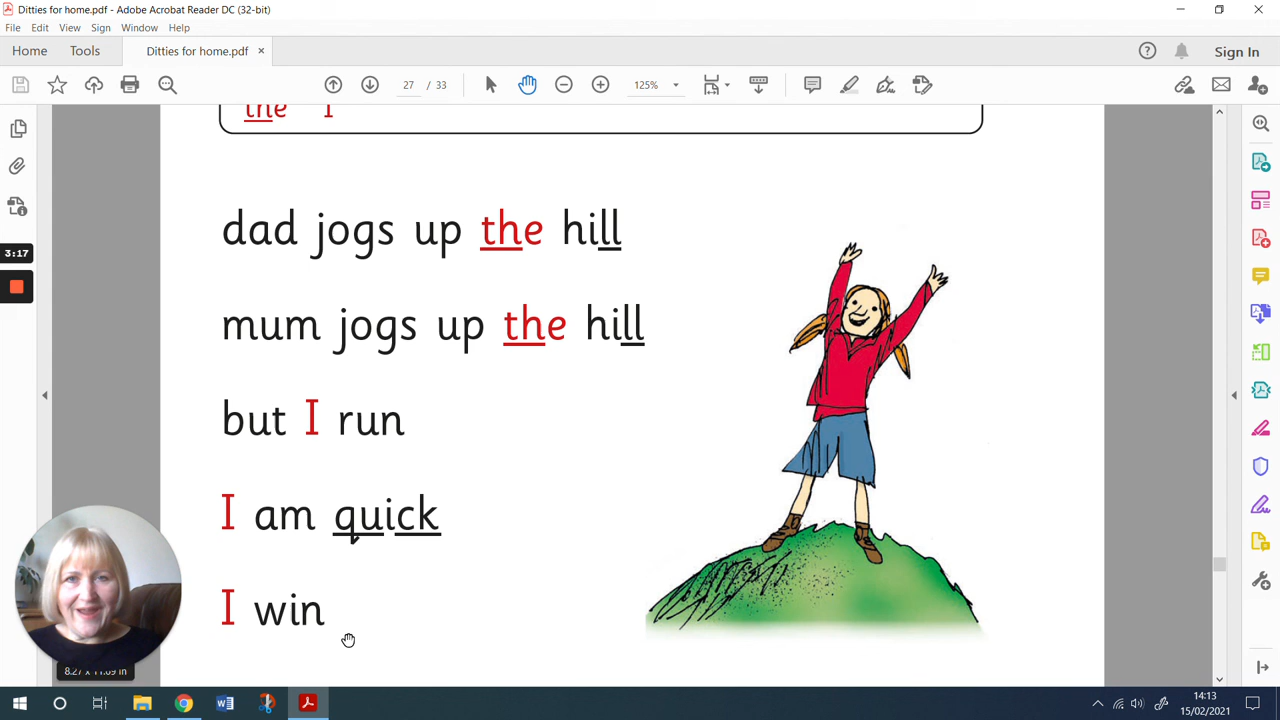 Ditties for home.pdf - Adobe Acrobat Reader DC (32-bit)
File Edit View Sign Window Help
Home Tools Ditties for home.pdf × Sign In
27 / 33 125%
the I
dad jogs up the hill
mum jogs up the hill
but I run
I am quick
I win
3:17
8.27 x 11.69 in
14:13
15/02/2021